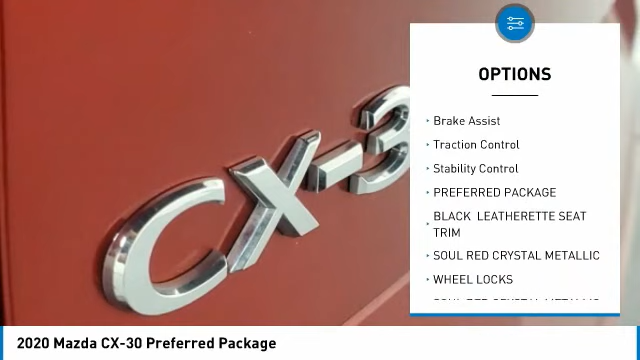 CX-3
OPTIONS
Brake Assist
Traction Control
Stability Control
PREFERRED PACKAGE
BLACK LEATHERETTE SEAT
TRIM
SOUL RED CRYSTAL METALLIC
WHEEL LOCKS
2020 Mazda CX-30 Preferred Package